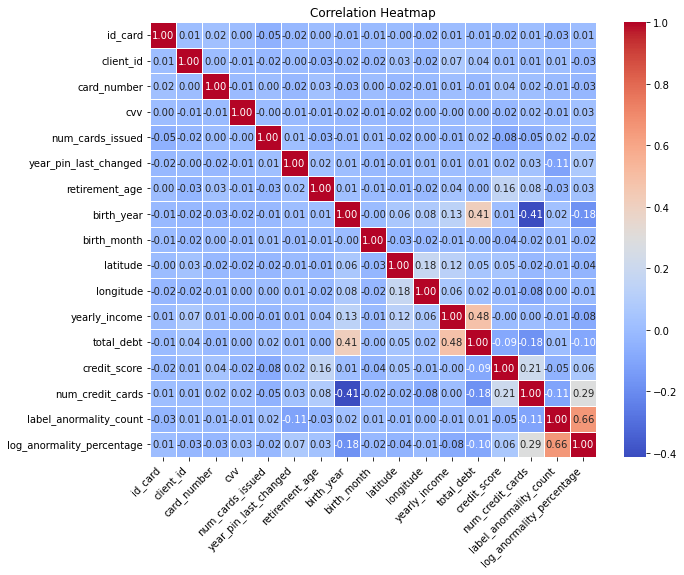 Correlation Heatmap
id_card 1.00 0.01 0.02 0.00 -0.05 -0.02 0.00 -0.01 -0.01 -0.00 -0.02 0.01 -0.01 -0.02 0.01 -0.03 0.01
client_id 0.01 1.00 0.00 -0.01 -0.02 -0.00 -0.03 -0.02 -0.02 0.03 -0.02 0.07 0.04 0.01 0.01 0.01 -0.03
card_number 0.02 0.00 1.00 -0.01 0.00 -0.02 0.03 -0.03 0.00 -0.02 -0.01 0.01 -0.01 0.04 0.02 -0.01 -0.03
cvv 0.00 -0.01 -0.01 1.00 -0.00 -0.01 -0.01 -0.02 0.01 -0.02 0.00 -0.00 0.00 -0.02 0.02 -0.01 0.03
num_cards_issued -0.05 -0.02 0.00 -0.00 1.00 0.01 -0.03 -0.01 0.01 -0.02 0.00 -0.01 0.02 -0.08 -0.05 0.02 -0.02
year_pin_last_changed -0.02 -0.00 -0.02 -0.01 0.01 1.00 0.02 0.01 -0.01 -0.01 0.01 0.01 0.01 0.02 0.03 -0.11 0.07
retirement_age 0.00 -0.03 0.03 -0.01 -0.03 0.02 1.00 0.01 -0.01 -0.01 -0.02 0.04 0.00 0.16 0.08 -0.03 0.03
birth_year -0.01 -0.02 -0.03 -0.02 -0.01 0.01 0.01 1.00 -0.00 0.06 0.08 0.13 0.41 0.01 -0.41 0.02 -0.18
birth_month -0.01 -0.02 0.00 0.01 0.01 -0.01 -0.01 -0.00 1.00 -0.03 -0.02 -0.01 -0.00 -0.04 -0.02 0.01 -0.02
latitude -0.00 0.03 -0.02 -0.02 -0.02 -0.01 -0.01 0.06 -0.03 1.00 0.18 0.12 0.05 0.05 -0.02 -0.01 -0.04
longitude -0.02 -0.02 -0.01 0.00 0.00 0.01 -0.02 0.08 -0.02 0.18 1.00 0.06 0.02 -0.01 -0.08 0.00 -0.01
yearly_income 0.01 0.07 0.01 -0.00 -0.01 0.01 0.04 0.13 -0.01 0.12 0.06 1.00 0.48 -0.00 0.00 -0.01 -0.08
total_debt -0.01 0.04 -0.01 0.00 0.02 0.01 0.00 0.41 -0.00 0.05 0.02 0.48 1.00 -0.09 -0.18 0.01 -0.10
credit_score -0.02 0.01 0.04 -0.02 -0.08 0.02 0.16 0.01 -0.04 0.05 -0.01 -0.00 -0.09 1.00 0.21 -0.05 0.06
num_credit_cards 0.01 0.01 0.02 0.02 -0.05 0.03 0.08 -0.41 -0.02 -0.02 -0.08 0.00 -0.18 0.21 1.00 -0.11 0.29
label_anormality_count -0.03 0.01 -0.01 -0.01 0.02 -0.11 -0.03 0.02 0.01 -0.01 0.00 -0.01 0.01 -0.05 -0.11 1.00 0.66
log_anormality_percentage 0.01 -0.03 -0.03 0.03 -0.02 0.07 0.03 -0.18 -0.02 -0.04 -0.01 -0.08 -0.10 0.06 0.29 0.66 1.00
id_card client_id card_number cvv num_cards_issued year_pin_last_changed retirement_age birth_year birth_month latitude longitude yearly_income total_debt credit_score num_credit_cards label_anormality_count log_anormality_percentage
1.0
0.8
0.6
0.4
0.2
0.0
-0.2
-0.4